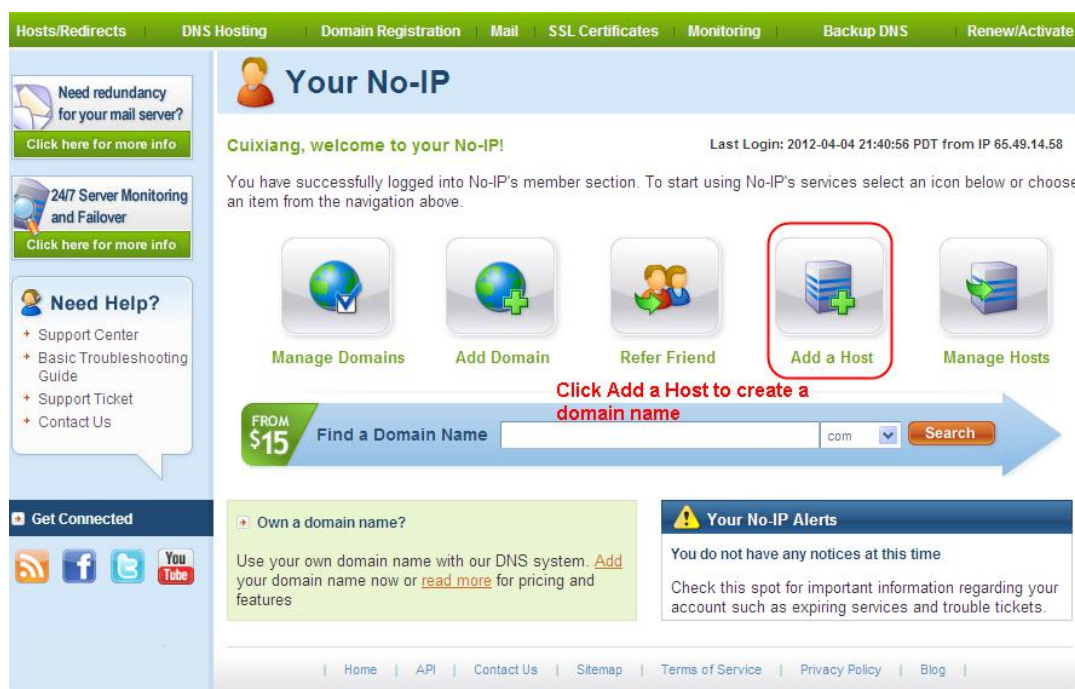 Hosts/Redirects DNS Hosting Domain Registration Mail SSL Certificates Monitoring Backup DNS Renew/Activate
Need redundancy
for your mail server?
Click here for more info
24/7 Server Monitoring
and Failover
Click here for more info
Need Help?
Support Center
Basic Troubleshooting
Guide
Support Ticket
Contact Us
Get Connected
You
Tube
Your No-IP
Cuixiang, welcome to your No-IP!
Last Login: 2012-04-04 21:40:56 PDT from IP 65.49.14.58
You have successfully logged into No-IP's member section. To start using No-IP's services select an icon below or choose
an item from the navigation above.
Manage Domains Add Domain Refer Friend Add a Host Manage Hosts
Click Add a Host to create a
domain name
FROM
$15
Find a Domain Name com Search
Own a domain name?
Use your own domain name with our DNS system. Add
your domain name now or read more for pricing and
features
Your No-IP Alerts
You do not have any notices at this time
Check this spot for important information regarding your
account such as expiring services and trouble tickets.
| Home | API | Contact Us | Sitemap | Terms of Service | Privacy Policy | Blog |